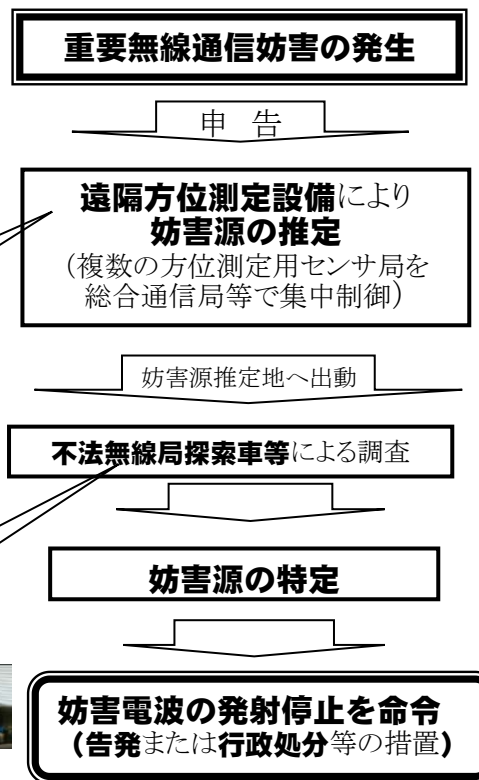 重要無線通信妨害の発生
申　告
遠隔方位測定設備により
妨害源の推定
(複数の方位測定用センサ局を
総合通信局等で集中制御)
妨害源推定地へ出動
不法無線局探索車等による調査
妨害源の特定
妨害電波の発射停止を命令
(告発または行政処分等の措置)